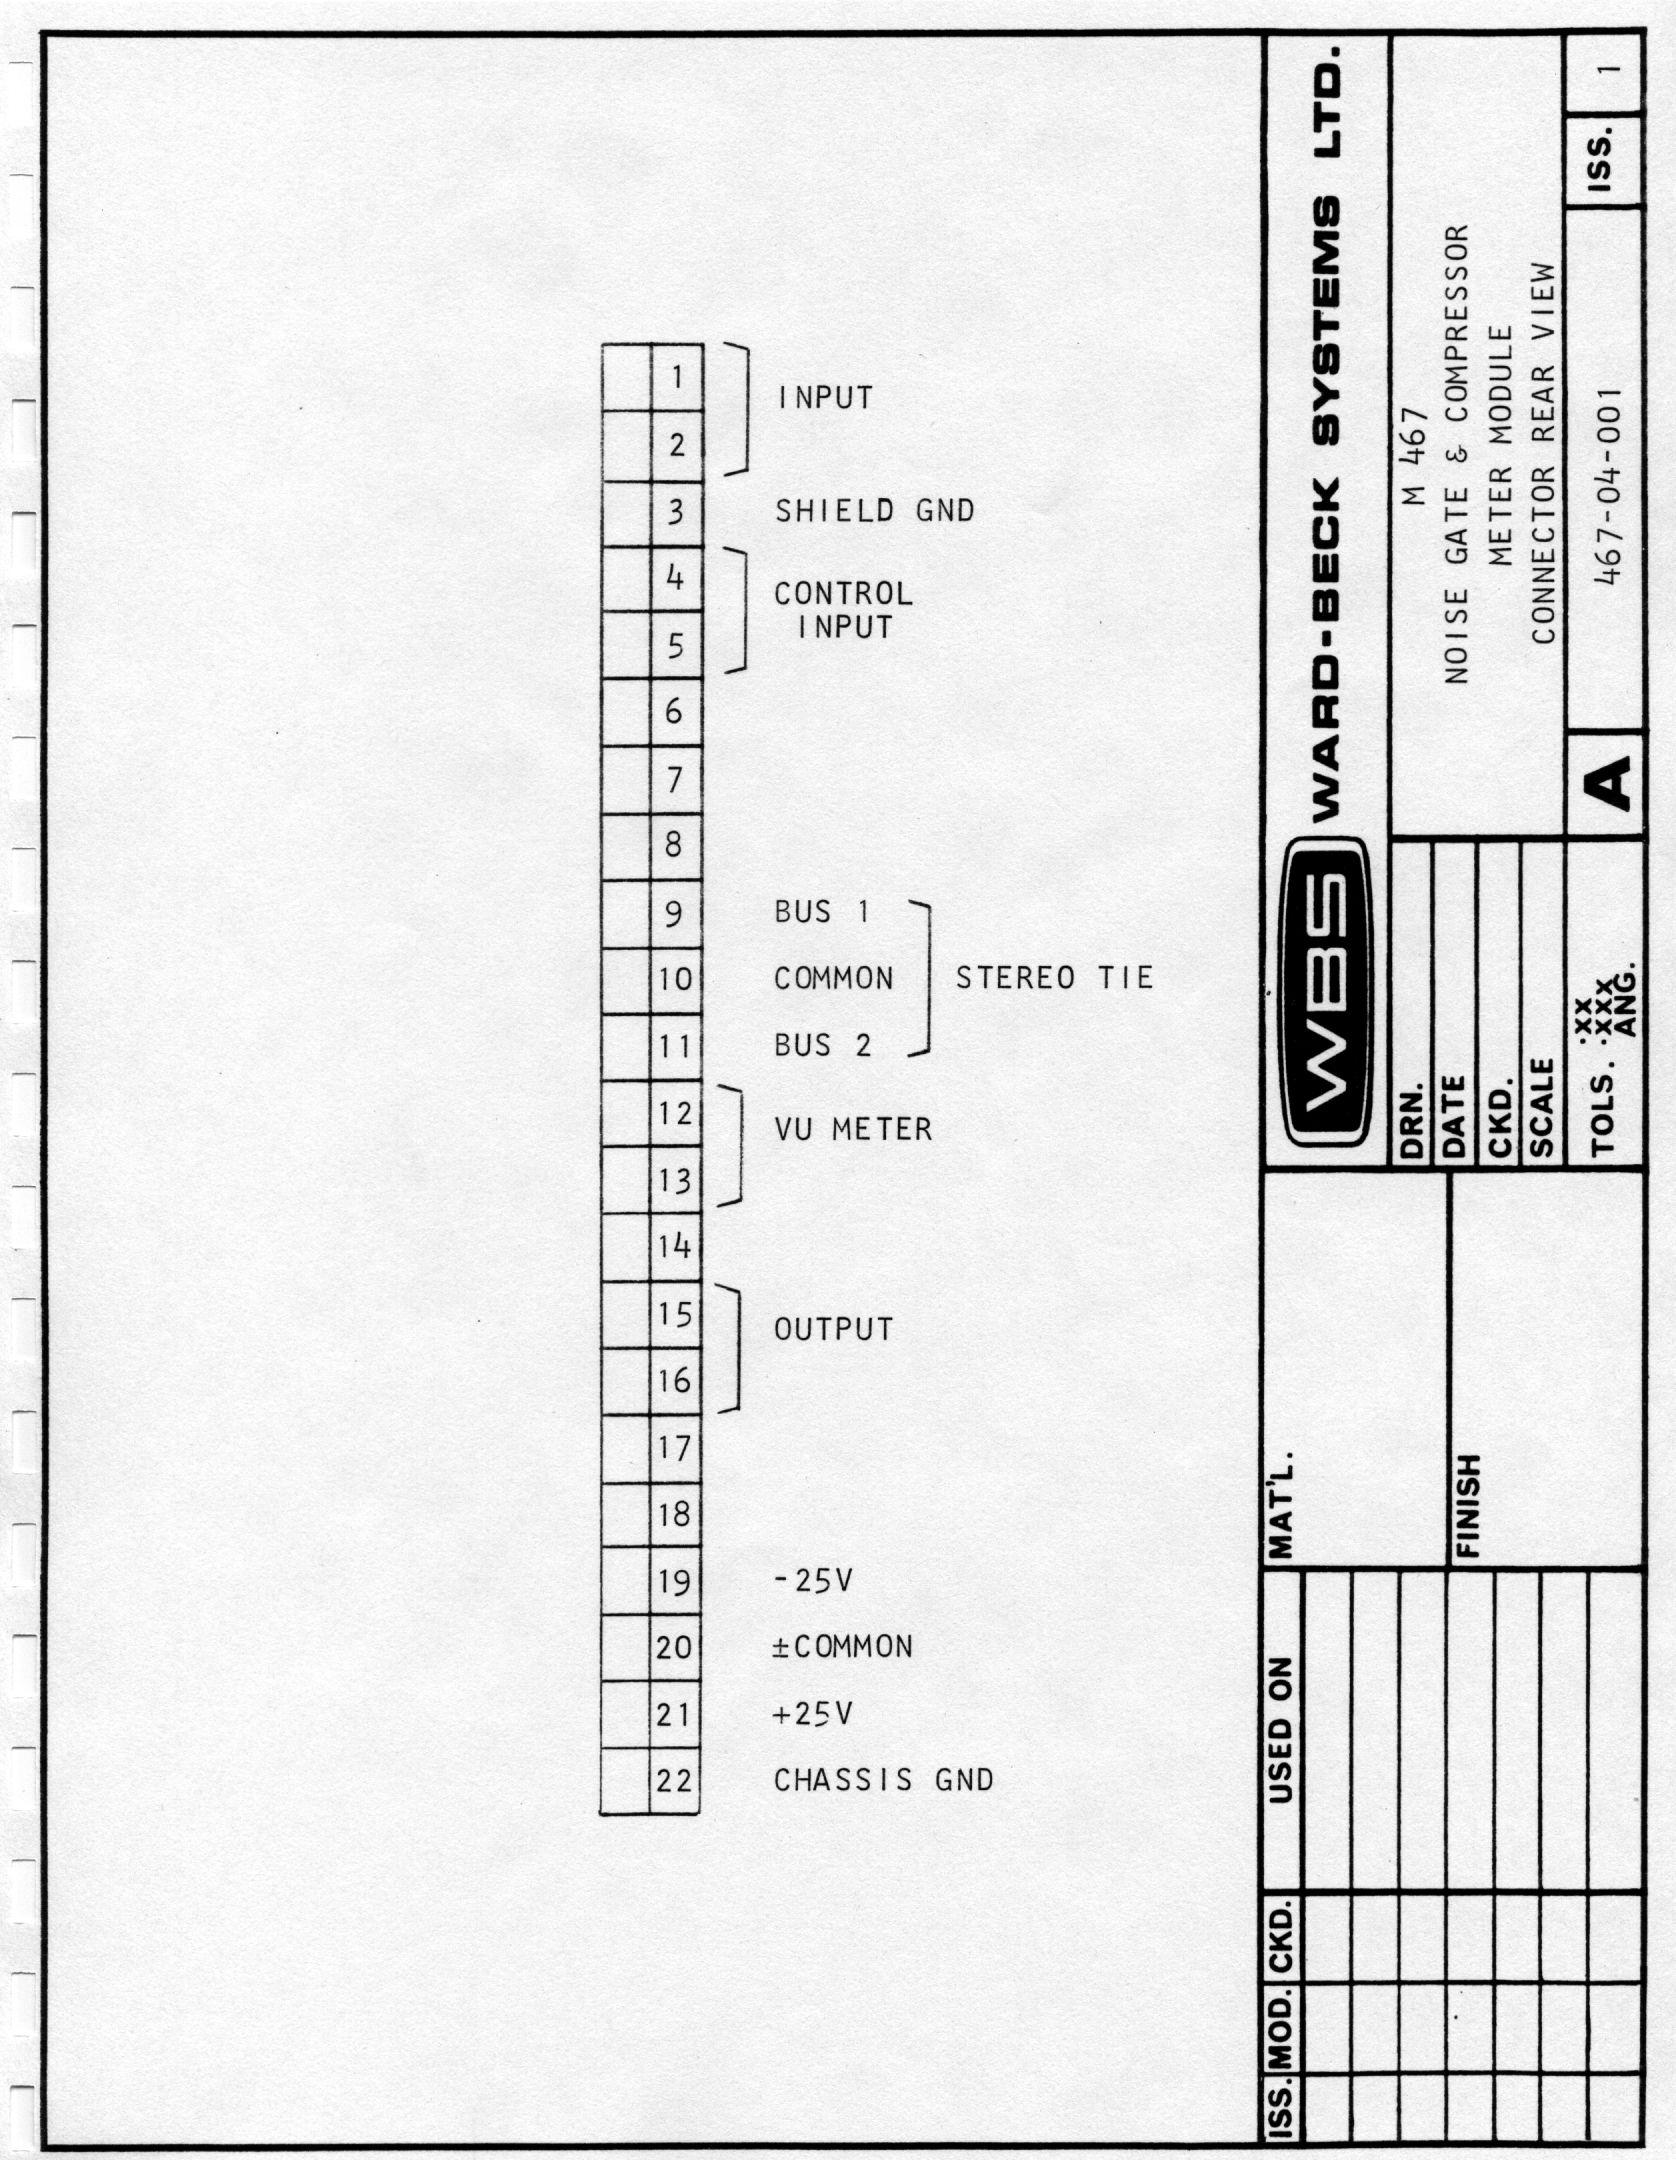 1
2
INPUT
3 SHIELD GND
4
5
CONTROL
INPUT
6
7
8
9 BUS 1
10 COMMON
11 BUS 2
STEREO TIE
12
13
VU METER
14
15
16
OUTPUT
17
18
19 -25V
20 ±COMMON
21 +25V
22 CHASSIS GND
WBS WARD-BECK SYSTEMS LTD.
M 467
NOISE GATE & COMPRESSOR
METER MODULE
CONNECTOR REAR VIEW
DRN.
DATE
CKD.
SCALE
TOLS. .XX
.XXX
ANG.
A
467-04-001
ISS. 1
MAT'L.
FINISH
USED ON
ISS. MOD. CKD.